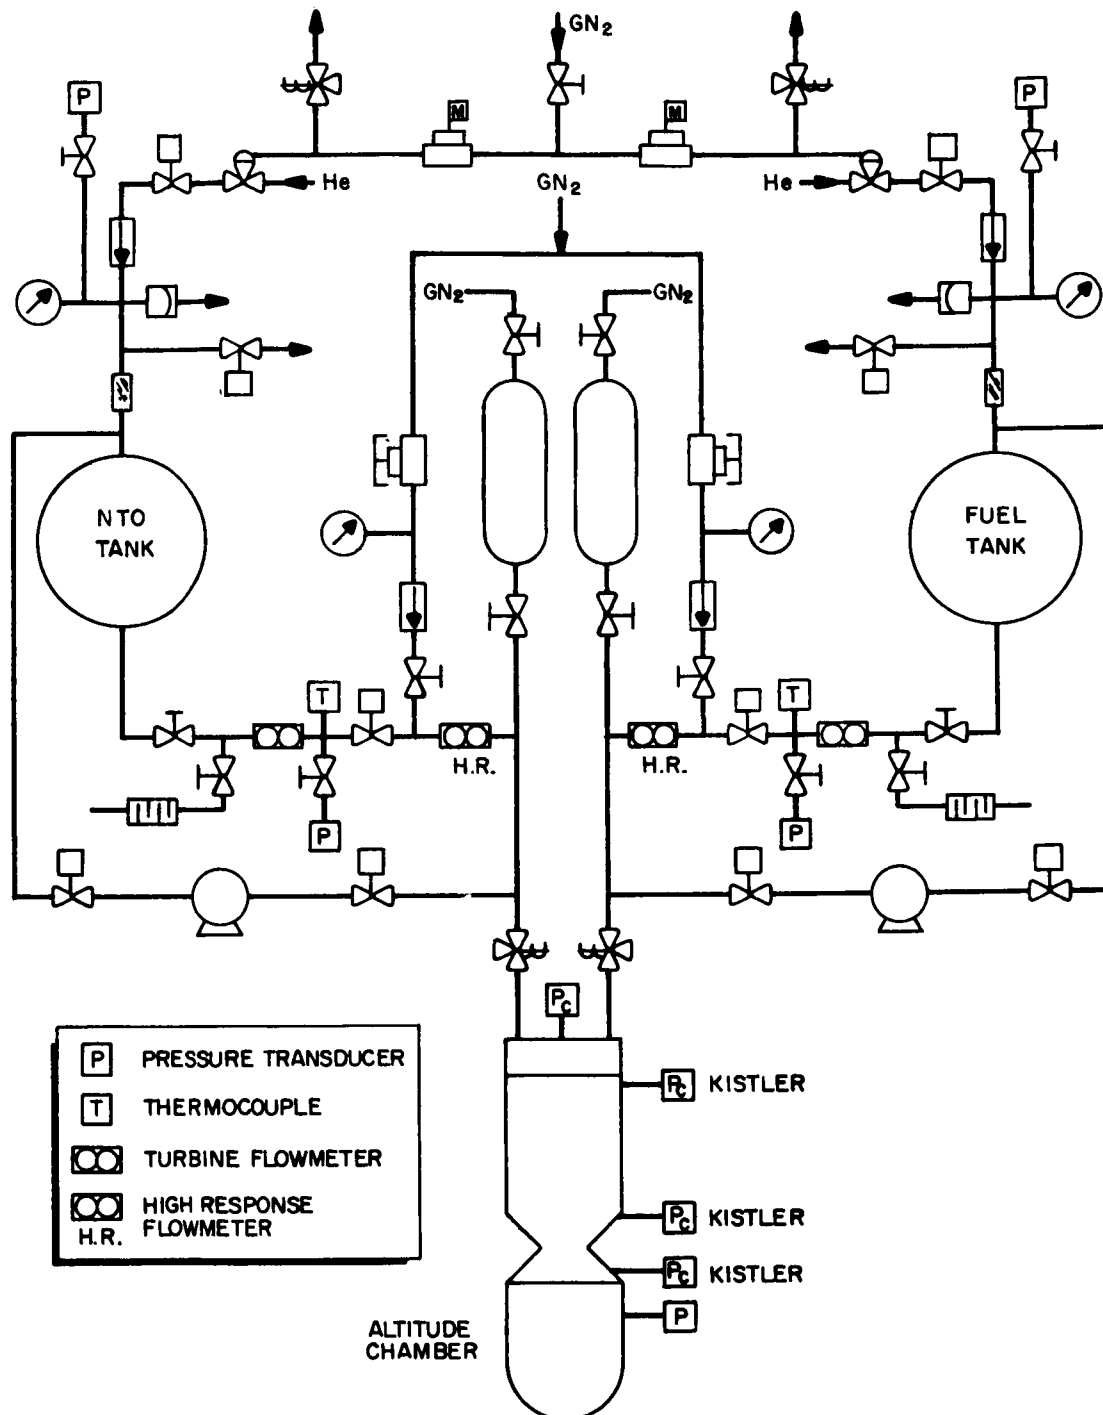 GN2
P
P
M
M
He
GN2
He
GN2
GN2
NTO
TANK
FUEL
TANK
T
T
H.R.
H.R.
P
P
PC
P PRESSURE TRANSDUCER
T THERMOCOUPLE
TURBINE FLOWMETER
HIGH RESPONSE
FLOWMETER
H.R.
PC KISTLER
PC KISTLER
PC KISTLER
P
ALTITUDE
CHAMBER